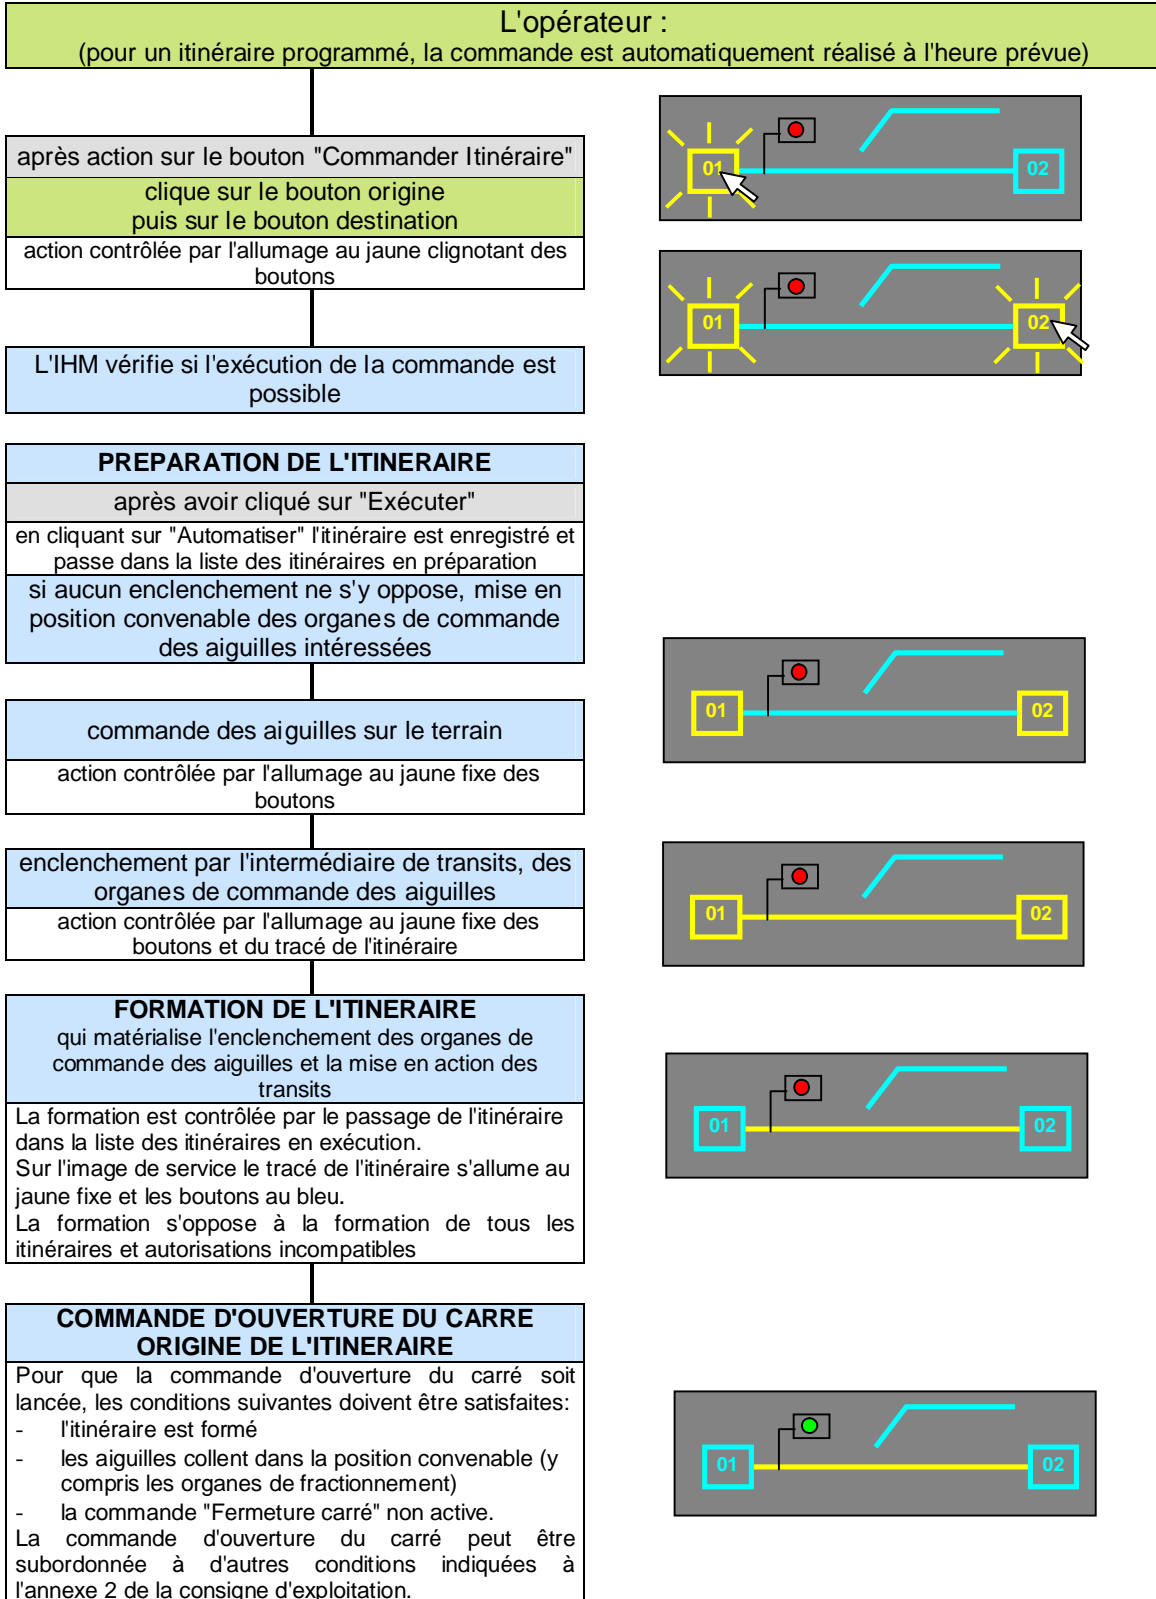 L'opérateur :
(pour un itinéraire programmé, la commande est automatiquement réalisé à l'heure prévue)
après action sur le bouton "Commander Itinéraire"
clique sur le bouton origine
puis sur le bouton destination
action contrôlée par l'allumage au jaune clignotant des
boutons
01
02
01
02
L'IHM vérifie si l'exécution de la commande est
possible
PREPARATION DE L'ITINERAIRE
après avoir cliqué sur "Exécuter"
en cliquant sur "Automatiser" l'itinéraire est enregistré et
passe dans la liste des itinéraires en préparation
si aucun enclenchement ne s'y oppose, mise en
position convenable des organes de commande
des aiguilles intéressées
commande des aiguilles sur le terrain
action contrôlée par l'allumage au jaune fixe des
boutons
01
02
enclenchement par l'intermédiaire de transits, des
organes de commande des aiguilles
action contrôlée par l'allumage au jaune fixe des
boutons et du tracé de l'itinéraire
01
02
FORMATION DE L'ITINERAIRE
qui matérialise l'enclenchement des organes de
commande des aiguilles et la mise en action des
transits
La formation est contrôlée par le passage de l'itinéraire
dans la liste des itinéraires en exécution.
Sur l'image de service le tracé de l'itinéraire s'allume au
jaune fixe et les boutons au bleu.
La formation s'oppose à la formation de tous les
itinéraires et autorisations incompatibles
01
02
COMMANDE D'OUVERTURE DU CARRE
ORIGINE DE L'ITINERAIRE
Pour que la commande d'ouverture du carré soit
lancée, les conditions suivantes doivent être satisfaites:
- l'itinéraire est formé
- les aiguilles collent dans la position convenable (y
compris les organes de fractionnement)
- la commande "Fermeture carré" non active.
La commande d'ouverture du carré peut être
subordonnée à d'autres conditions indiquées à
l'annexe 2 de la consigne d'exploitation.
01
02